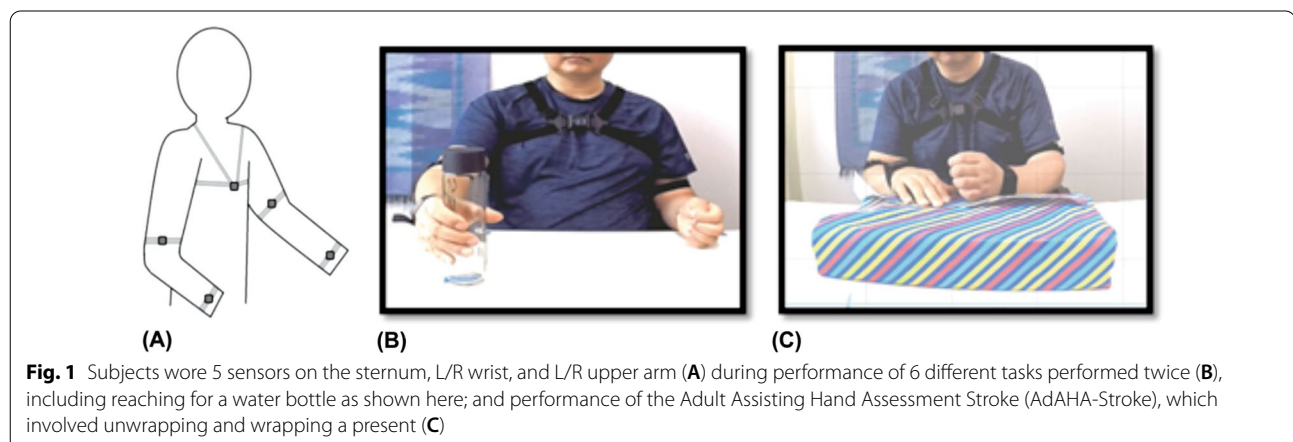 (A)
(B)
(C)
Fig. 1 Subjects wore 5 sensors on the sternum, L/R wrist, and L/R upper arm (A) during performance of 6 different tasks performed twice (B),
including reaching for a water bottle as shown here; and performance of the Adult Assisting Hand Assessment Stroke (AdAHA-Stroke), which
involved unwrapping and wrapping a present (C)